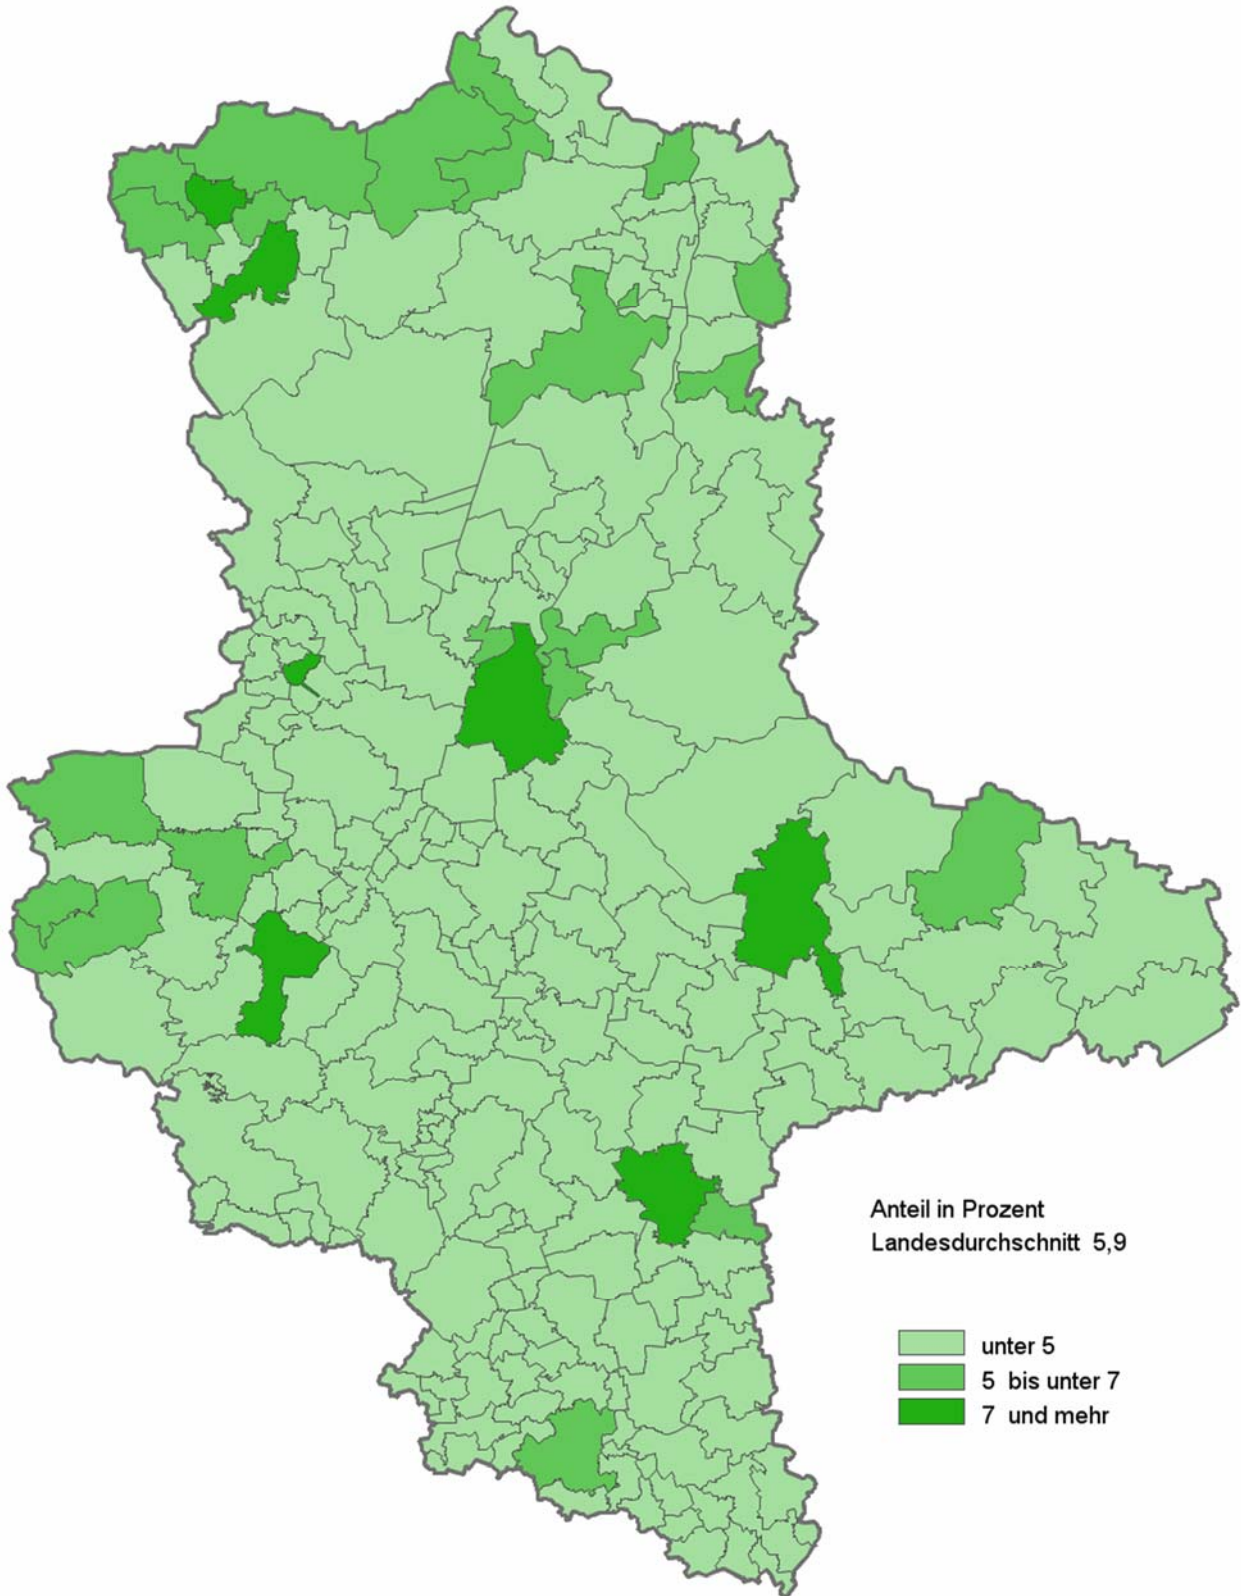 Anteil in Prozent
Landesdurchschnitt 5,9
unter 5
5 bis unter 7
7 und mehr